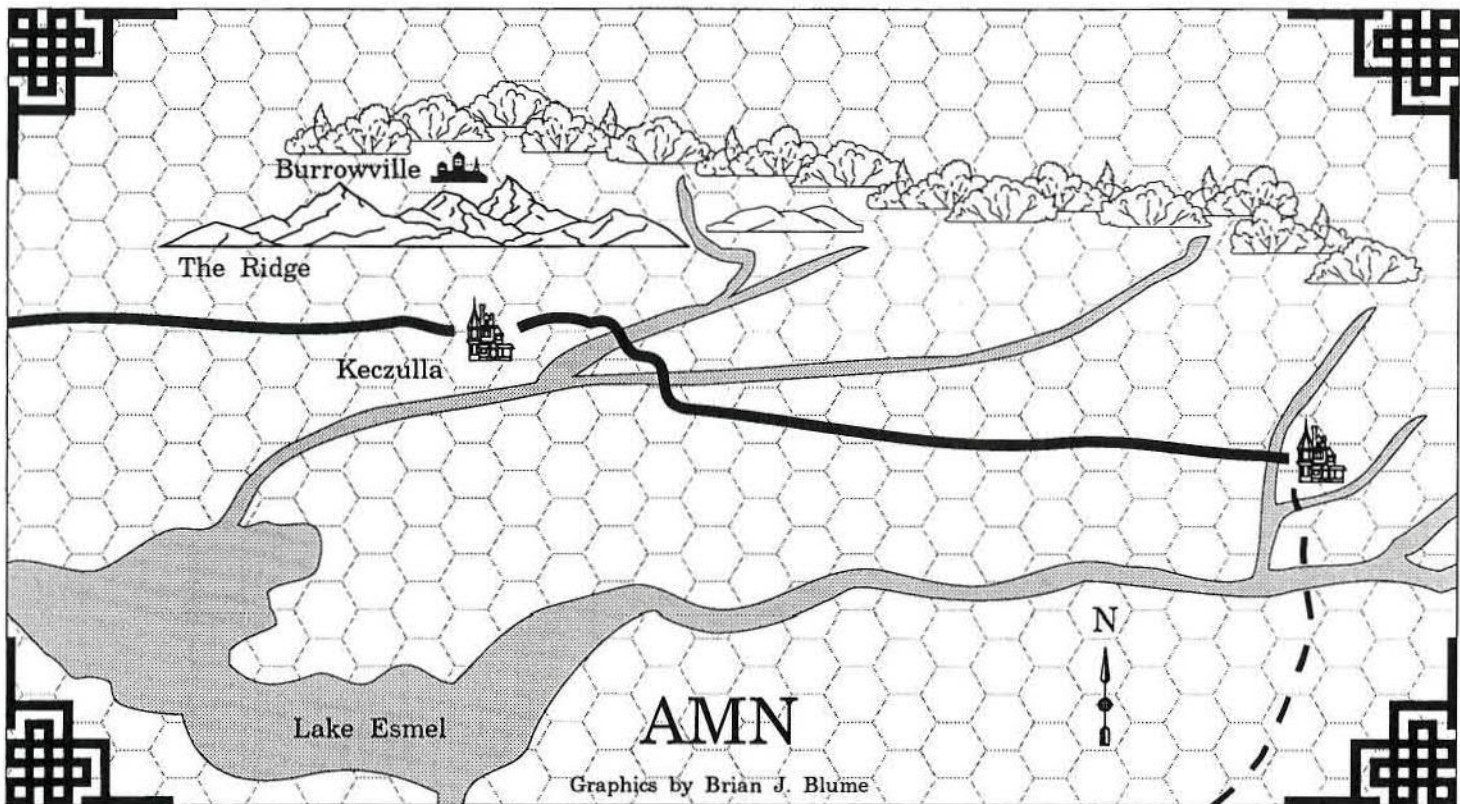 Burrowville
The Ridge
Keczulla
N
Lake Esmel
AMN
Graphics by Brian J. Blume